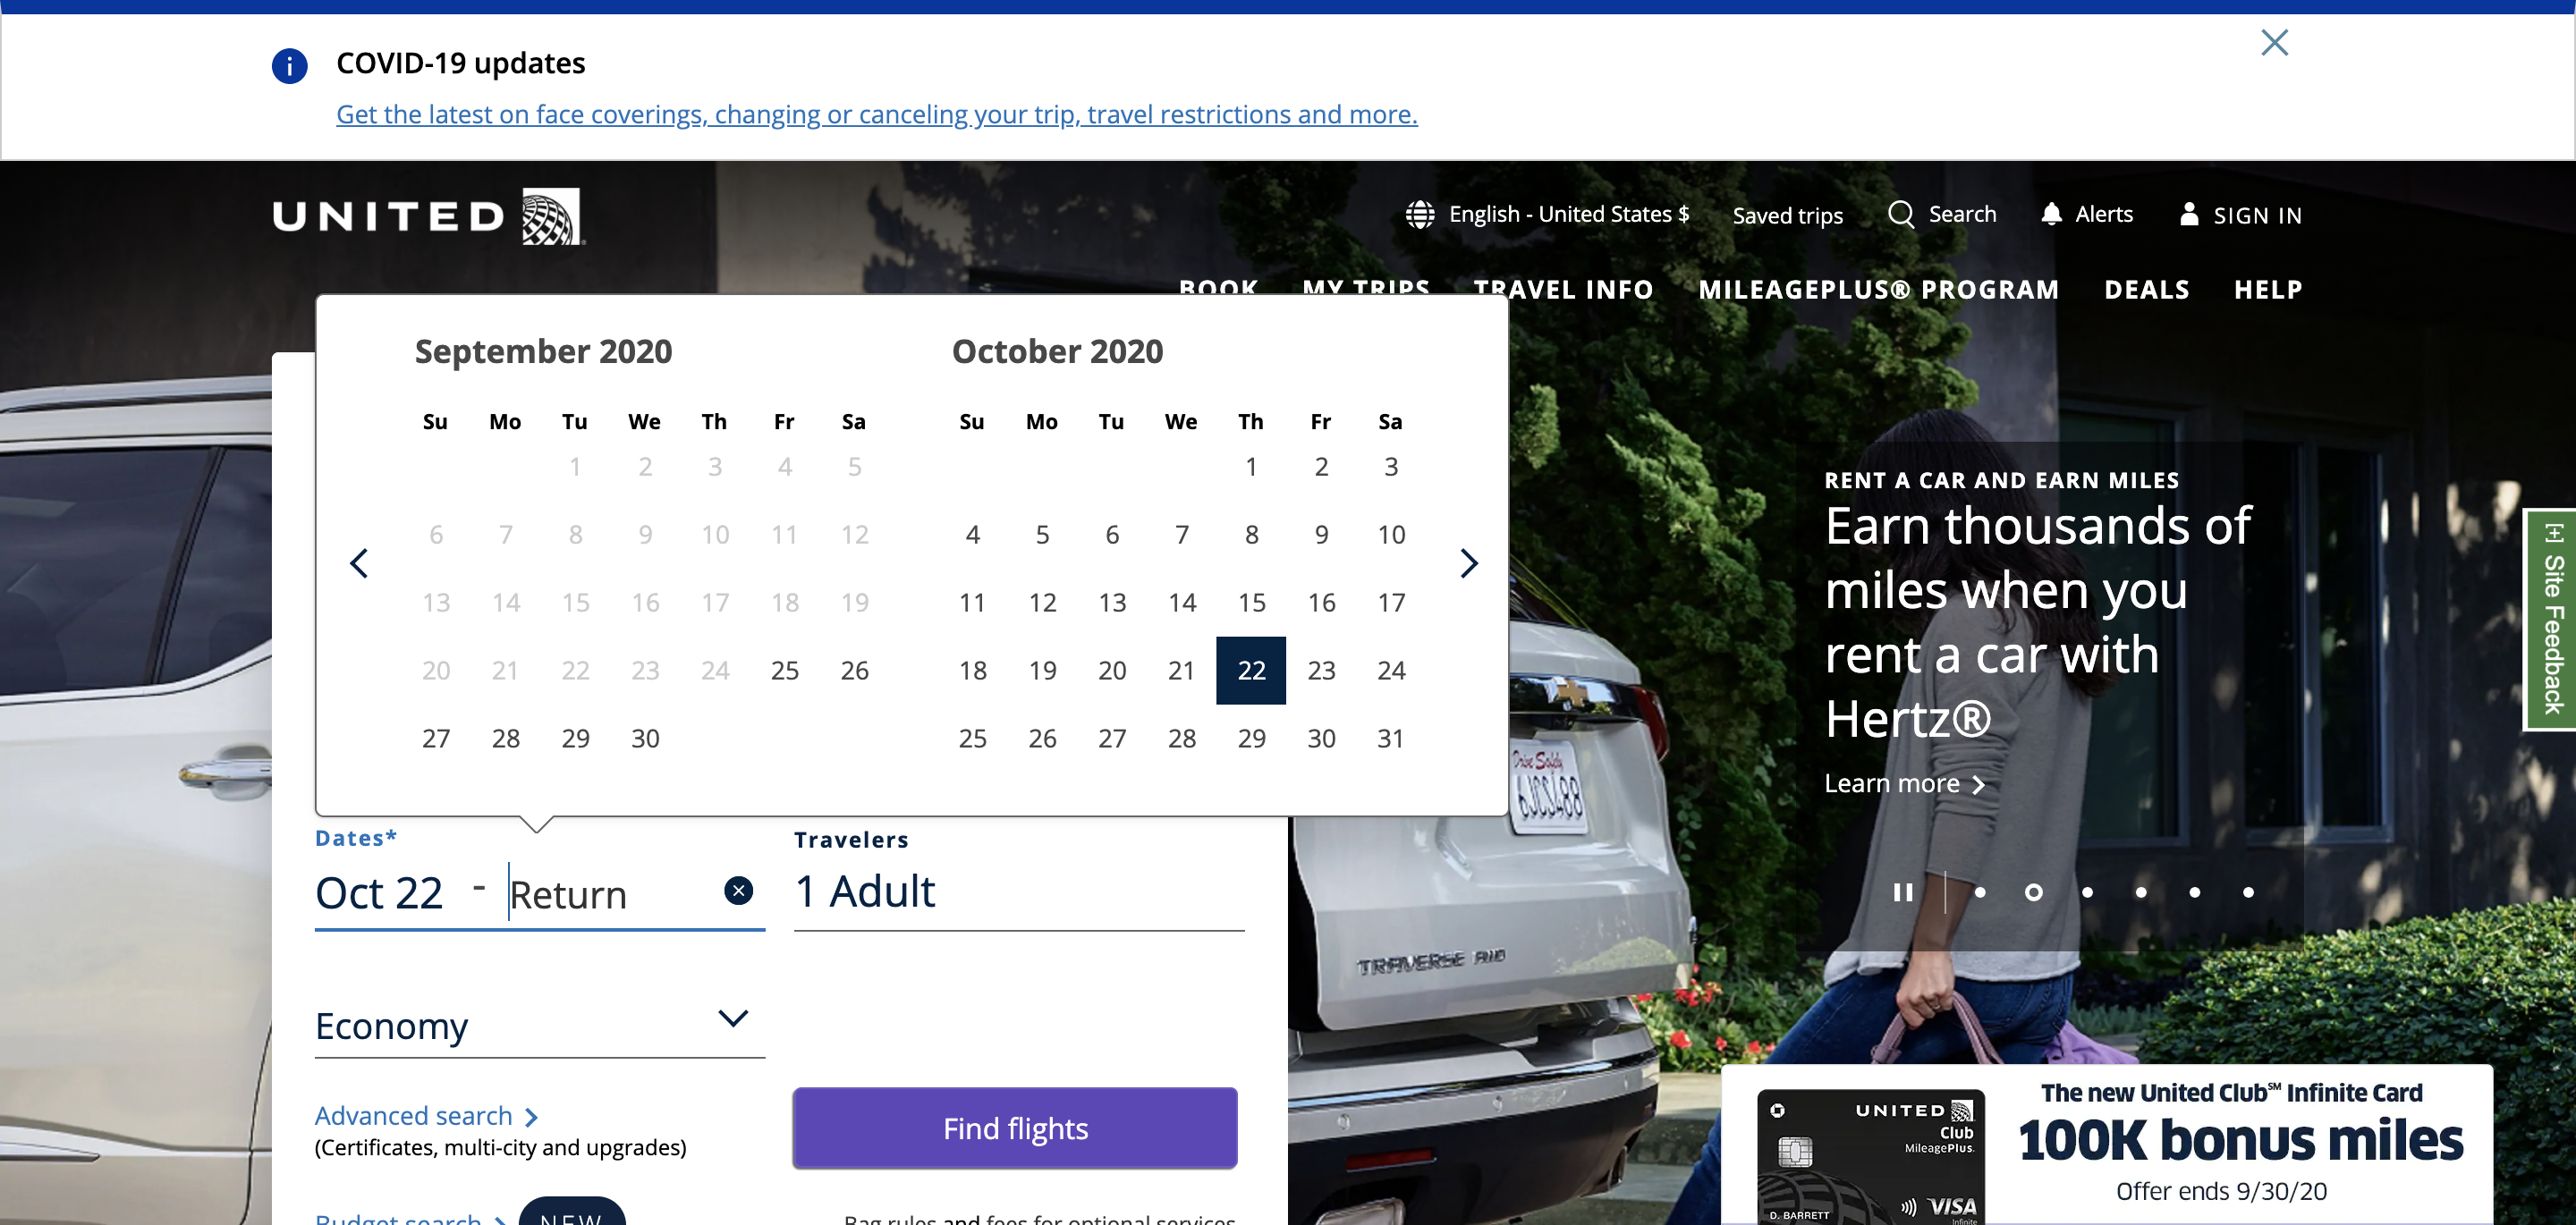 COVID-19 updates
Get the latest on face coverings, changing or canceling your trip, travel restrictions and more.
UNITED
English - United States $
Saved trips
Search
Alerts
SIGN IN
BOOK
MY TRIPS
TRAVEL INFO
MILEAGEPLUS® PROGRAM
DEALS
HELP
September 2020
Su Mo Tu We Th Fr Sa
1 2 3 4 5
6 7 8 9 10 11 12
13 14 15 16 17 18 19
20 21 22 23 24 25 26
27 28 29 30
October 2020
Su Mo Tu We Th Fr Sa
1 2 3
4 5 6 7 8 9 10
11 12 13 14 15 16 17
18 19 20 21 22 23 24
25 26 27 28 29 30 31
Dates*
Oct 22 - Return
Travelers
1 Adult
Economy
Advanced search
(Certificates, multi-city and upgrades)
Find flights
Budget search
NEW
Bag rules and fees for optional services
RENT A CAR AND EARN MILES
Earn thousands of
miles when you
rent a car with
Hertz®
Learn more
[+] Site Feedback
TRAVERSE AWD
6JCS488
The new United Club℠ Infinite Card
100K bonus miles
Offer ends 9/30/20
UNITED
Club
MileagePlus.
VISA
Infinite
D. BARRETT